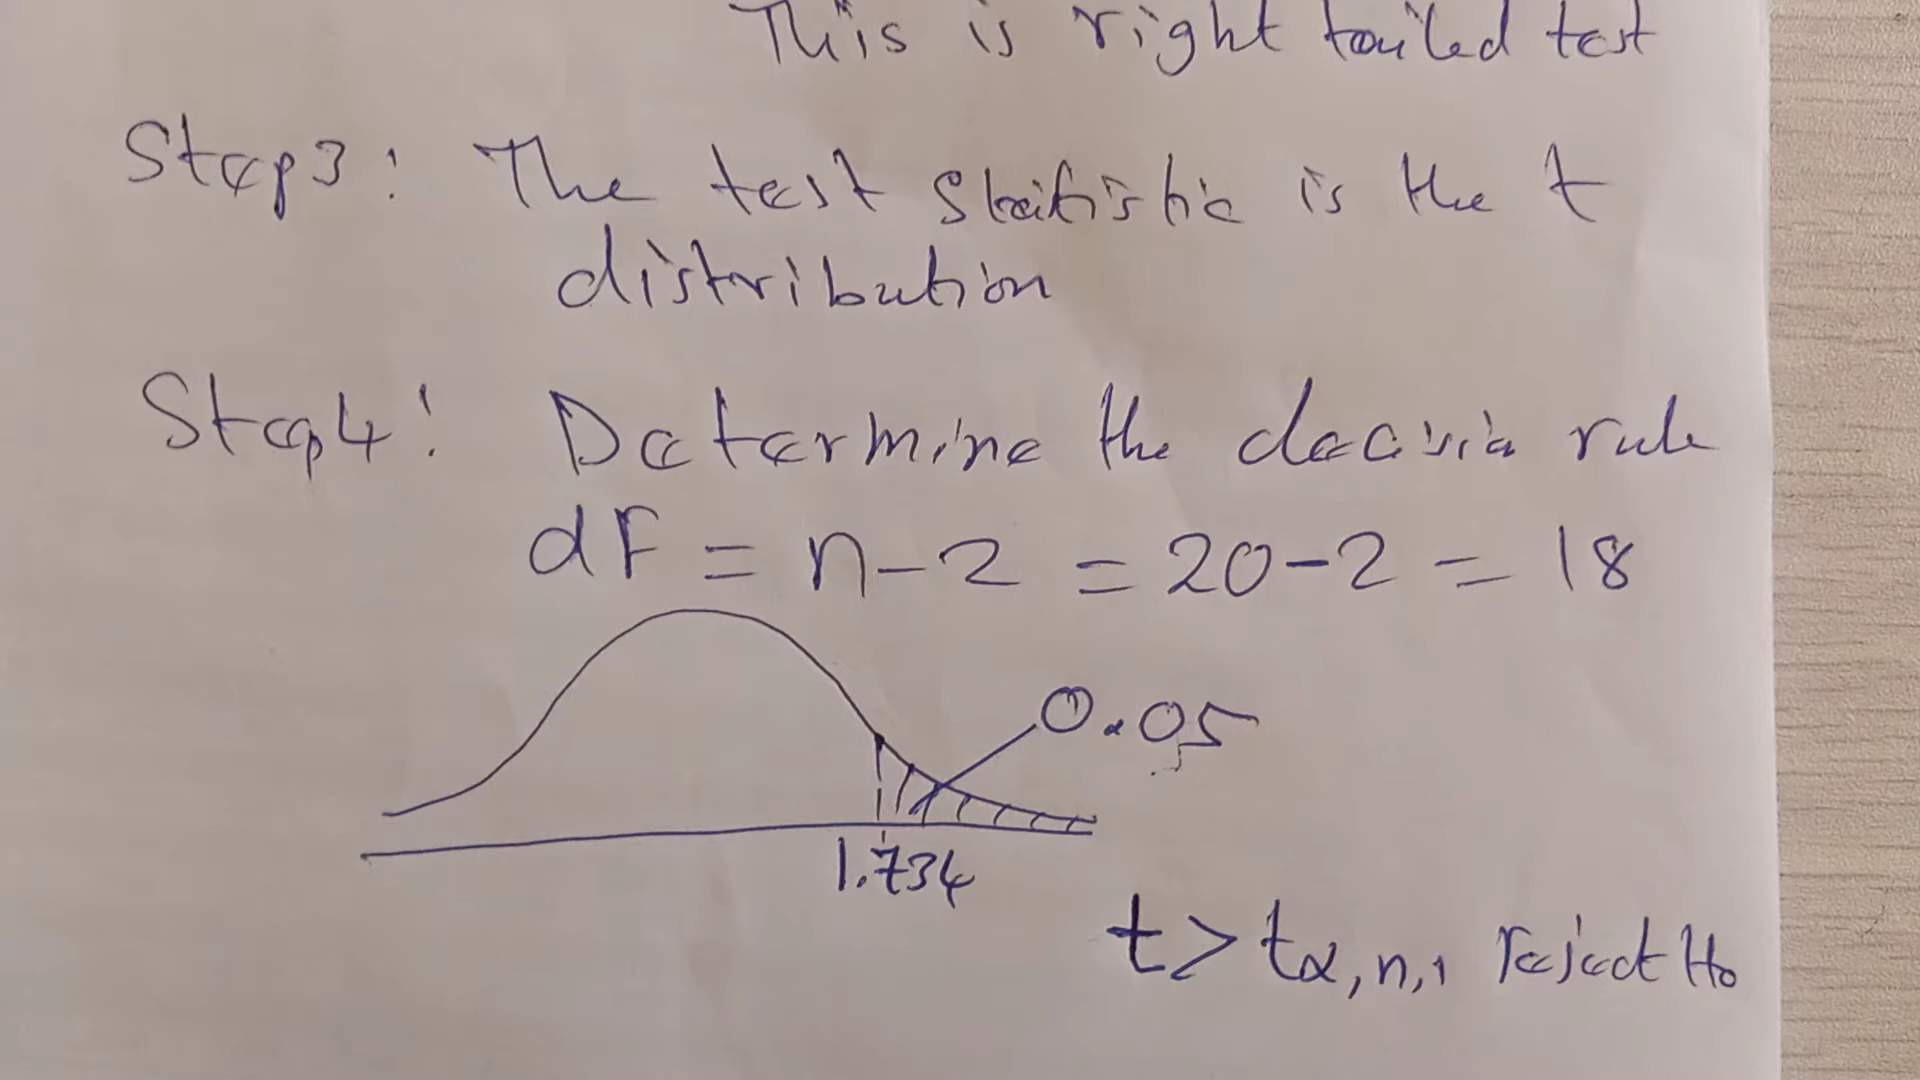 This is right tailed test
Step3: The test statistic is the t
distribution
Step4: Determine the decision rule
dF = n-2 = 20-2 = 18
0.05
1.734
t > tα,n,1 reject H₀